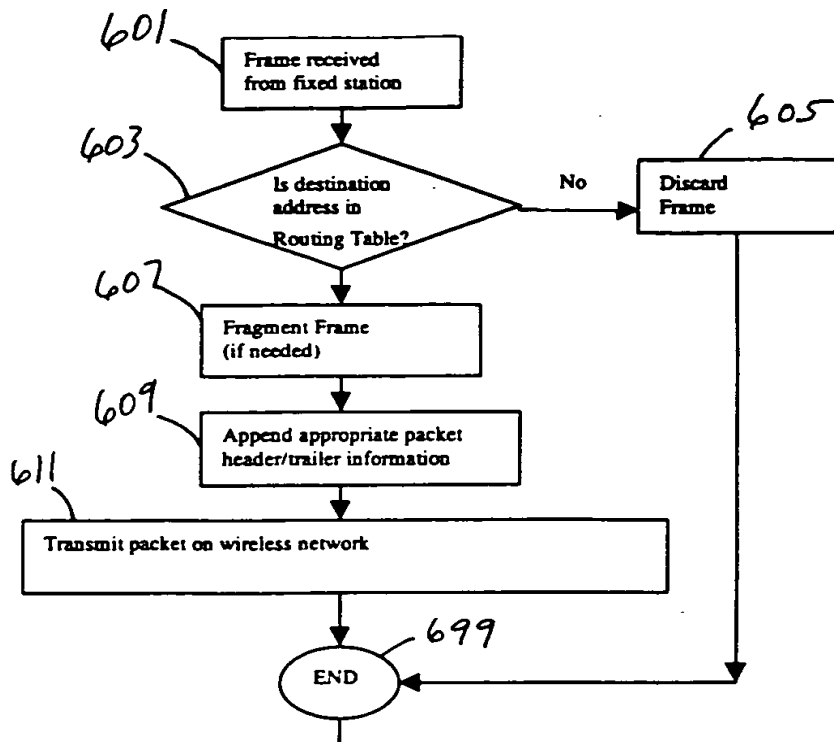 601
Frame received
from fixed station
603
Is destination
address in
Routing Table?
No
605
Discard
Frame
607
Fragment Frame
(if needed)
609
Append appropriate packet
header/trailer information
611
Transmit packet on wireless network
699
END